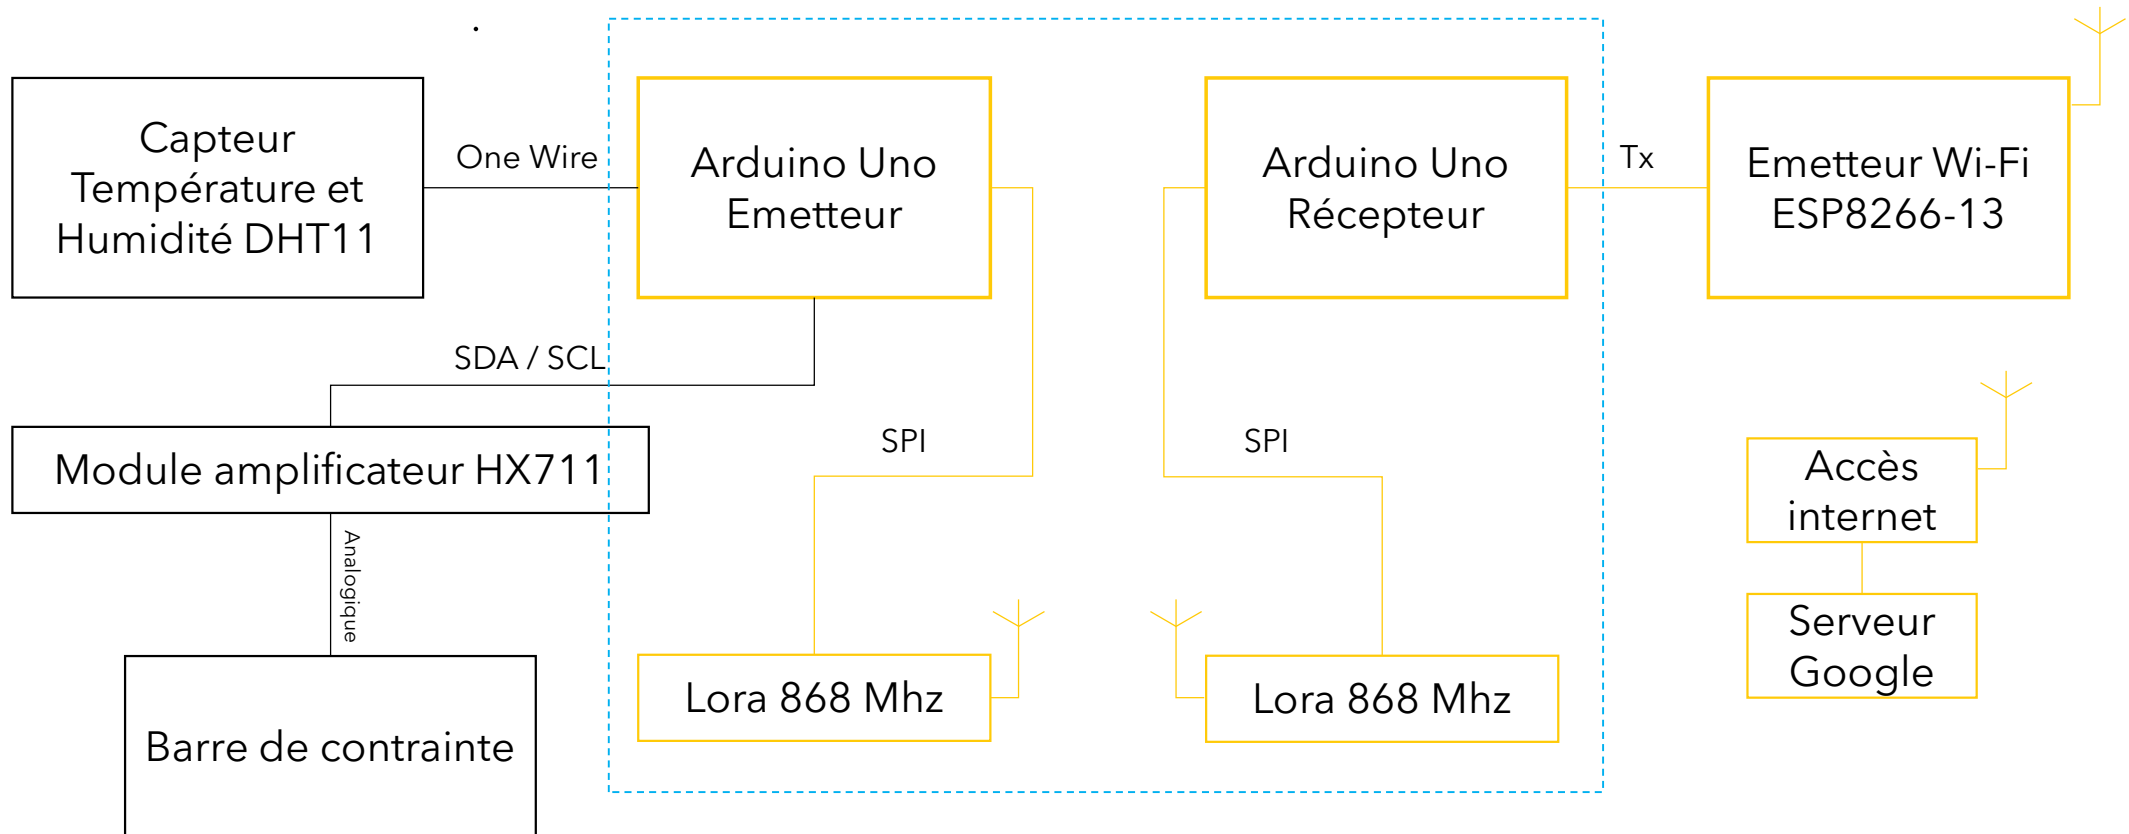 Capteur
Température et
Humidité DHT11
One Wire
Arduino Uno
Emetteur
Arduino Uno
Récepteur
Tx
Emetteur Wi-Fi
ESP8266-13
SDA / SCL
Module amplificateur HX711
SPI
SPI
Accès
internet
Analogique
Serveur
Google
Lora 868 Mhz
Lora 868 Mhz
Barre de contrainte